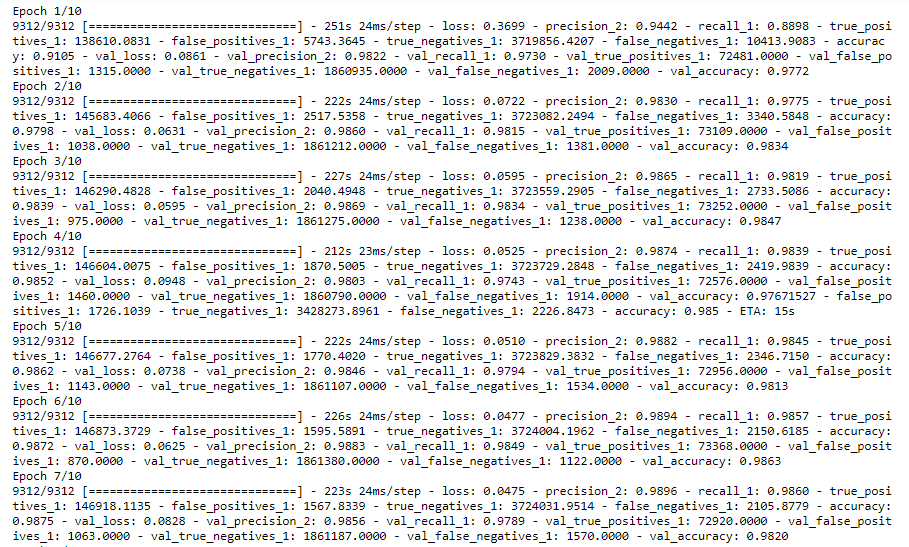 Epoch 1/10
9312/9312 [==============================] - 251s 24ms/step - loss: 0.3699 - precision_2: 0.9442 - recall_1: 0.8898 - true_posi
tives_1: 138610.0831 - false_positives_1: 5743.3645 - true_negatives_1: 3719856.4207 - false_negatives_1: 10413.9083 - accurac
y: 0.9105 - val_loss: 0.0861 - val_precision_2: 0.9822 - val_recall_1: 0.9730 - val_true_positives_1: 72481.0000 - val_false_po
sitives_1: 1315.0000 - val_true_negatives_1: 1860935.0000 - val_false_negatives_1: 2009.0000 - val_accuracy: 0.9772
Epoch 2/10
9312/9312 [==============================] - 222s 24ms/step - loss: 0.0722 - precision_2: 0.9830 - recall_1: 0.9775 - true_posi
tives_1: 145683.4066 - false_positives_1: 2517.5358 - true_negatives_1: 3723082.2494 - false_negatives_1: 3340.5848 - accuracy:
0.9798 - val_loss: 0.0631 - val_precision_2: 0.9860 - val_recall_1: 0.9815 - val_true_positives_1: 73109.0000 - val_false_posit
ives_1: 1038.0000 - val_true_negatives_1: 1861212.0000 - val_false_negatives_1: 1381.0000 - val_accuracy: 0.9834
Epoch 3/10
9312/9312 [==============================] - 227s 24ms/step - loss: 0.0595 - precision_2: 0.9865 - recall_1: 0.9819 - true_posi
tives_1: 146290.4828 - false_positives_1: 2040.4948 - true_negatives_1: 3723559.2905 - false_negatives_1: 2733.5086 - accuracy:
0.9839 - val_loss: 0.0595 - val_precision_2: 0.9869 - val_recall_1: 0.9834 - val_true_positives_1: 73252.0000 - val_false_posit
ives_1: 975.0000 - val_true_negatives_1: 1861275.0000 - val_false_negatives_1: 1238.0000 - val_accuracy: 0.9847
Epoch 4/10
9312/9312 [==============================] - 212s 23ms/step - loss: 0.0525 - precision_2: 0.9874 - recall_1: 0.9839 - true_posi
tives_1: 146604.0075 - false_positives_1: 1870.5005 - true_negatives_1: 3723729.2848 - false_negatives_1: 2419.9839 - accuracy:
0.9852 - val_loss: 0.0948 - val_precision_2: 0.9803 - val_recall_1: 0.9743 - val_true_positives_1: 72576.0000 - val_false_posit
ives_1: 1460.0000 - val_true_negatives_1: 1860790.0000 - val_false_negatives_1: 1914.0000 - val_accuracy: 0.97671527 - false_po
sitives_1: 1726.1039 - true_negatives_1: 3428273.8961 - false_negatives_1: 2226.8473 - accuracy: 0.985 - ETA: 15s
Epoch 5/10
9312/9312 [==============================] - 222s 24ms/step - loss: 0.0510 - precision_2: 0.9882 - recall_1: 0.9845 - true_posi
tives_1: 146677.2764 - false_positives_1: 1770.4020 - true_negatives_1: 3723829.3832 - false_negatives_1: 2346.7150 - accuracy:
0.9862 - val_loss: 0.0738 - val_precision_2: 0.9846 - val_recall_1: 0.9794 - val_true_positives_1: 72956.0000 - val_false_posit
ives_1: 1143.0000 - val_true_negatives_1: 1861107.0000 - val_false_negatives_1: 1534.0000 - val_accuracy: 0.9813
Epoch 6/10
9312/9312 [==============================] - 226s 24ms/step - loss: 0.0477 - precision_2: 0.9894 - recall_1: 0.9857 - true_posi
tives_1: 146873.3729 - false_positives_1: 1595.5891 - true_negatives_1: 3724004.1962 - false_negatives_1: 2150.6185 - accuracy:
0.9872 - val_loss: 0.0625 - val_precision_2: 0.9883 - val_recall_1: 0.9849 - val_true_positives_1: 73368.0000 - val_false_posit
ives_1: 870.0000 - val_true_negatives_1: 1861380.0000 - val_false_negatives_1: 1122.0000 - val_accuracy: 0.9863
Epoch 7/10
9312/9312 [==============================] - 223s 24ms/step - loss: 0.0475 - precision_2: 0.9896 - recall_1: 0.9860 - true_posi
tives_1: 146918.1135 - false_positives_1: 1567.8339 - true_negatives_1: 3724031.9514 - false_negatives_1: 2105.8779 - accuracy:
0.9875 - val_loss: 0.0828 - val_precision_2: 0.9856 - val_recall_1: 0.9789 - val_true_positives_1: 72920.0000 - val_false_posit
ives_1: 1063.0000 - val_true_negatives_1: 1861187.0000 - val_false_negatives_1: 1570.0000 - val_accuracy: 0.9820